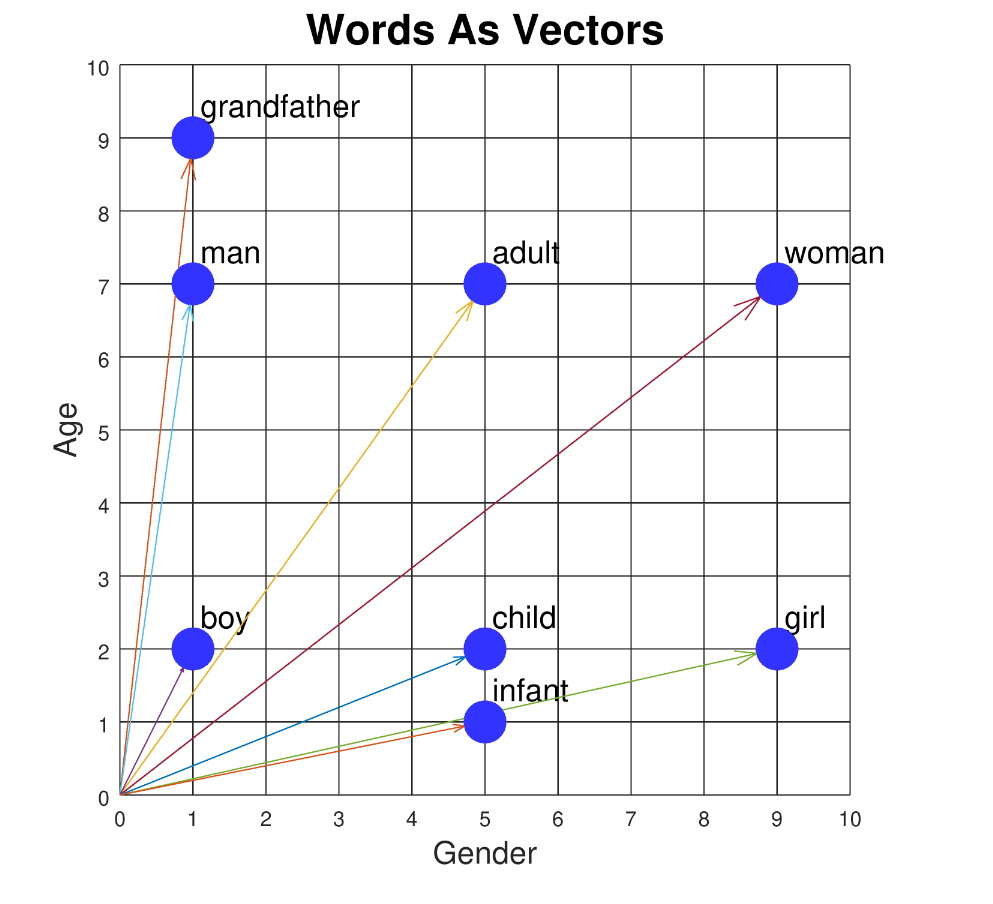 Words As Vectors
10
grandfather
9
8
man
adult
woman
7
6
Age
5
4
3
boy
child
girl
2
infant
1
0
0 1 2 3 4 5 6 7 8 9 10
Gender